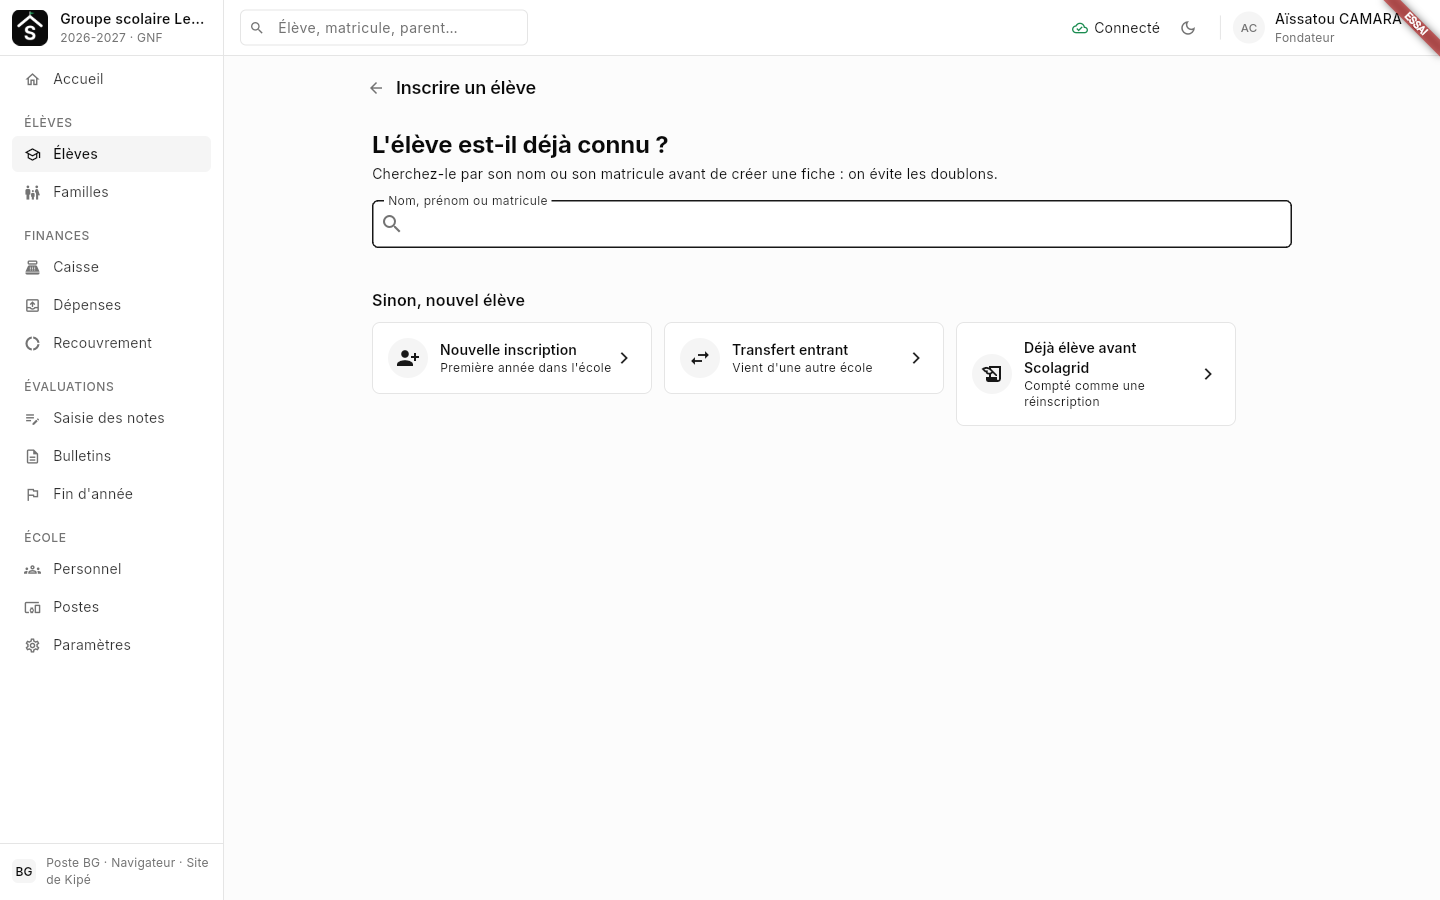 Groupe scolaire Le...
2026-2027 · GNF
Élève, matricule, parent...
Connecté
AC
Aïssatou CAMARA
Fondateur
ESSAI
Accueil
ÉLÈVES
Élèves
Familles
FINANCES
Caisse
Dépenses
Recouvrement
ÉVALUATIONS
Saisie des notes
Bulletins
Fin d'année
ÉCOLE
Personnel
Postes
Paramètres
BG
Poste BG · Navigateur · Site
de Kipé
Inscrire un élève
L'élève est-il déjà connu ?
Cherchez-le par son nom ou son matricule avant de créer une fiche : on évite les doublons.
Nom, prénom ou matricule
Sinon, nouvel élève
Nouvelle inscription
Première année dans l'école
Transfert entrant
Vient d'une autre école
Déjà élève avant
Scolagrid
Compté comme une
réinscription